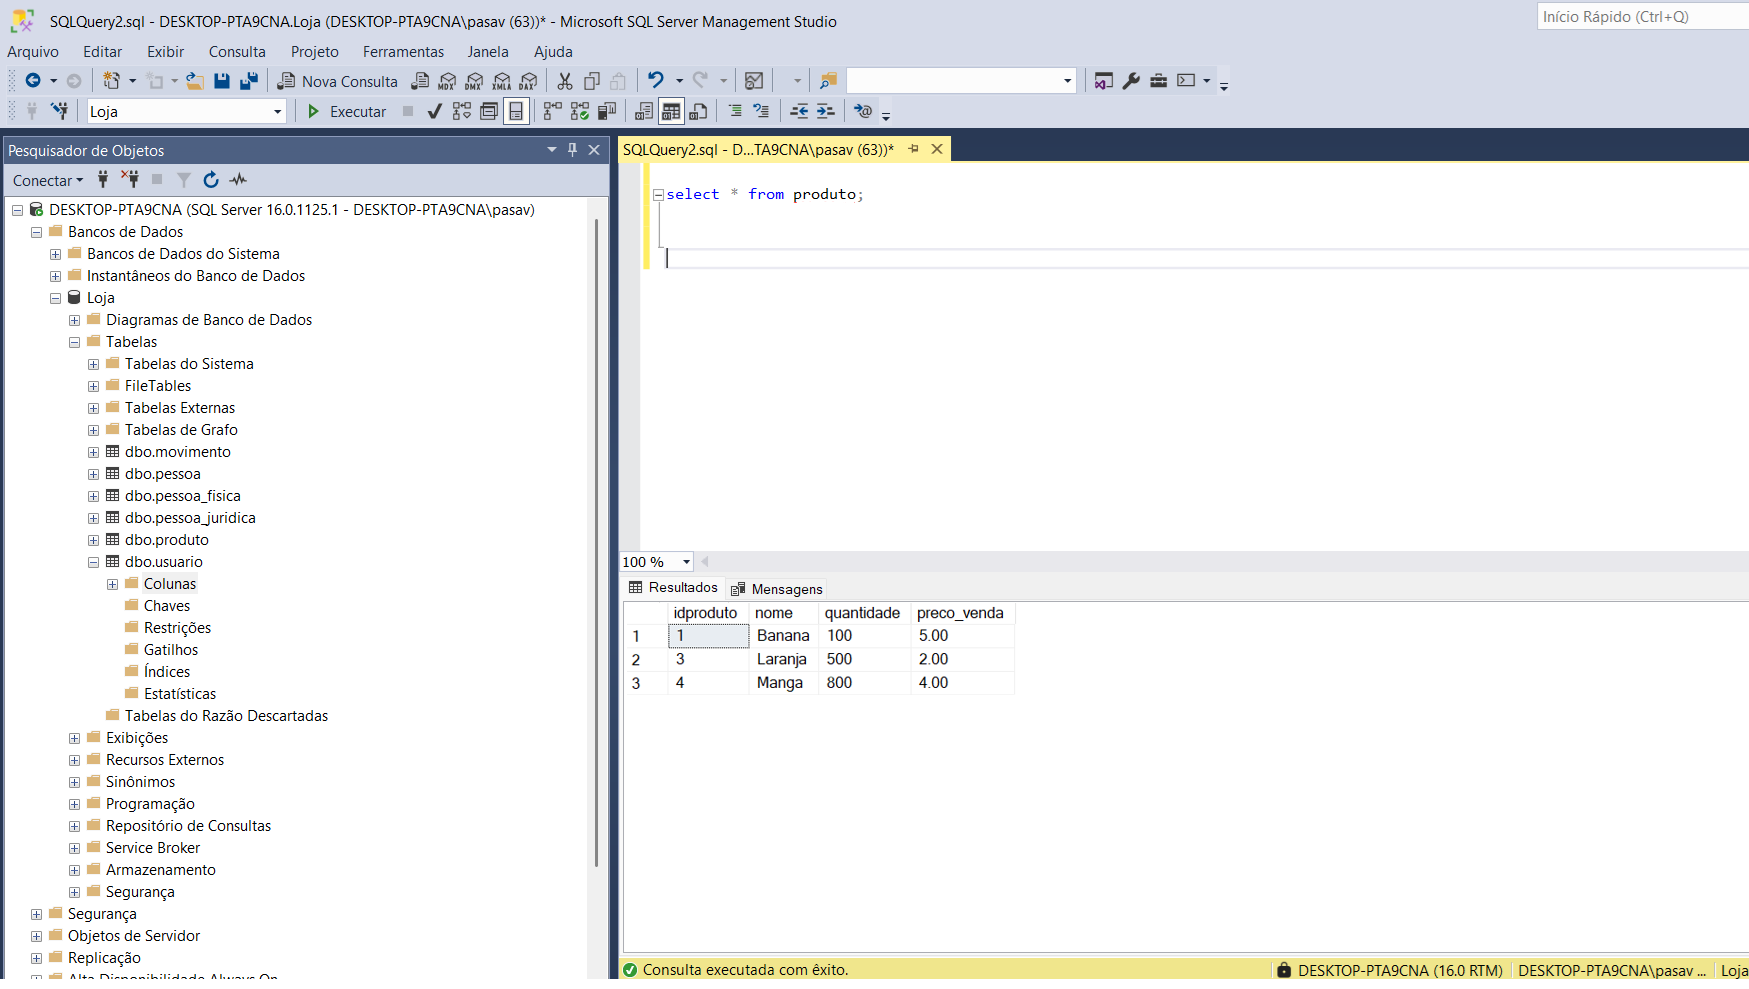 SQLQuery2.sql - DESKTOP-PTA9CNA.Loja (DESKTOP-PTA9CNA\pasav (63))* - Microsoft SQL Server Management Studio
Início Rápido (Ctrl+Q)
Arquivo Editar Exibir Consulta Projeto Ferramentas Janela Ajuda
Nova Consulta MDX DMX XMLA DAX
Loja Executar
Pesquisador de Objetos
Conectar
DESKTOP-PTA9CNA (SQL Server 16.0.1125.1 - DESKTOP-PTA9CNA\pasav)
Bancos de Dados
Bancos de Dados do Sistema
Instantâneos do Banco de Dados
Loja
Diagramas de Banco de Dados
Tabelas
Tabelas do Sistema
FileTables
Tabelas Externas
Tabelas de Grafo
dbo.movimento
dbo.pessoa
dbo.pessoa_fisica
dbo.pessoa_juridica
dbo.produto
dbo.usuario
Colunas
Chaves
Restrições
Gatilhos
Índices
Estatísticas
Tabelas do Razão Descartadas
Exibições
Recursos Externos
Sinônimos
Programação
Repositório de Consultas
Service Broker
Armazenamento
Segurança
Segurança
Objetos de Servidor
Replicação
Alta Disponibilidade Always On
SQLQuery2.sql - D...TA9CNA\pasav (63))*
select * from produto;
100 %
Resultados Mensagens
idproduto nome quantidade preco_venda
1 1 Banana 100 5.00
2 3 Laranja 500 2.00
3 4 Manga 800 4.00
Consulta executada com êxito. DESKTOP-PTA9CNA (16.0 RTM) DESKTOP-PTA9CNA\pasav ... Loja